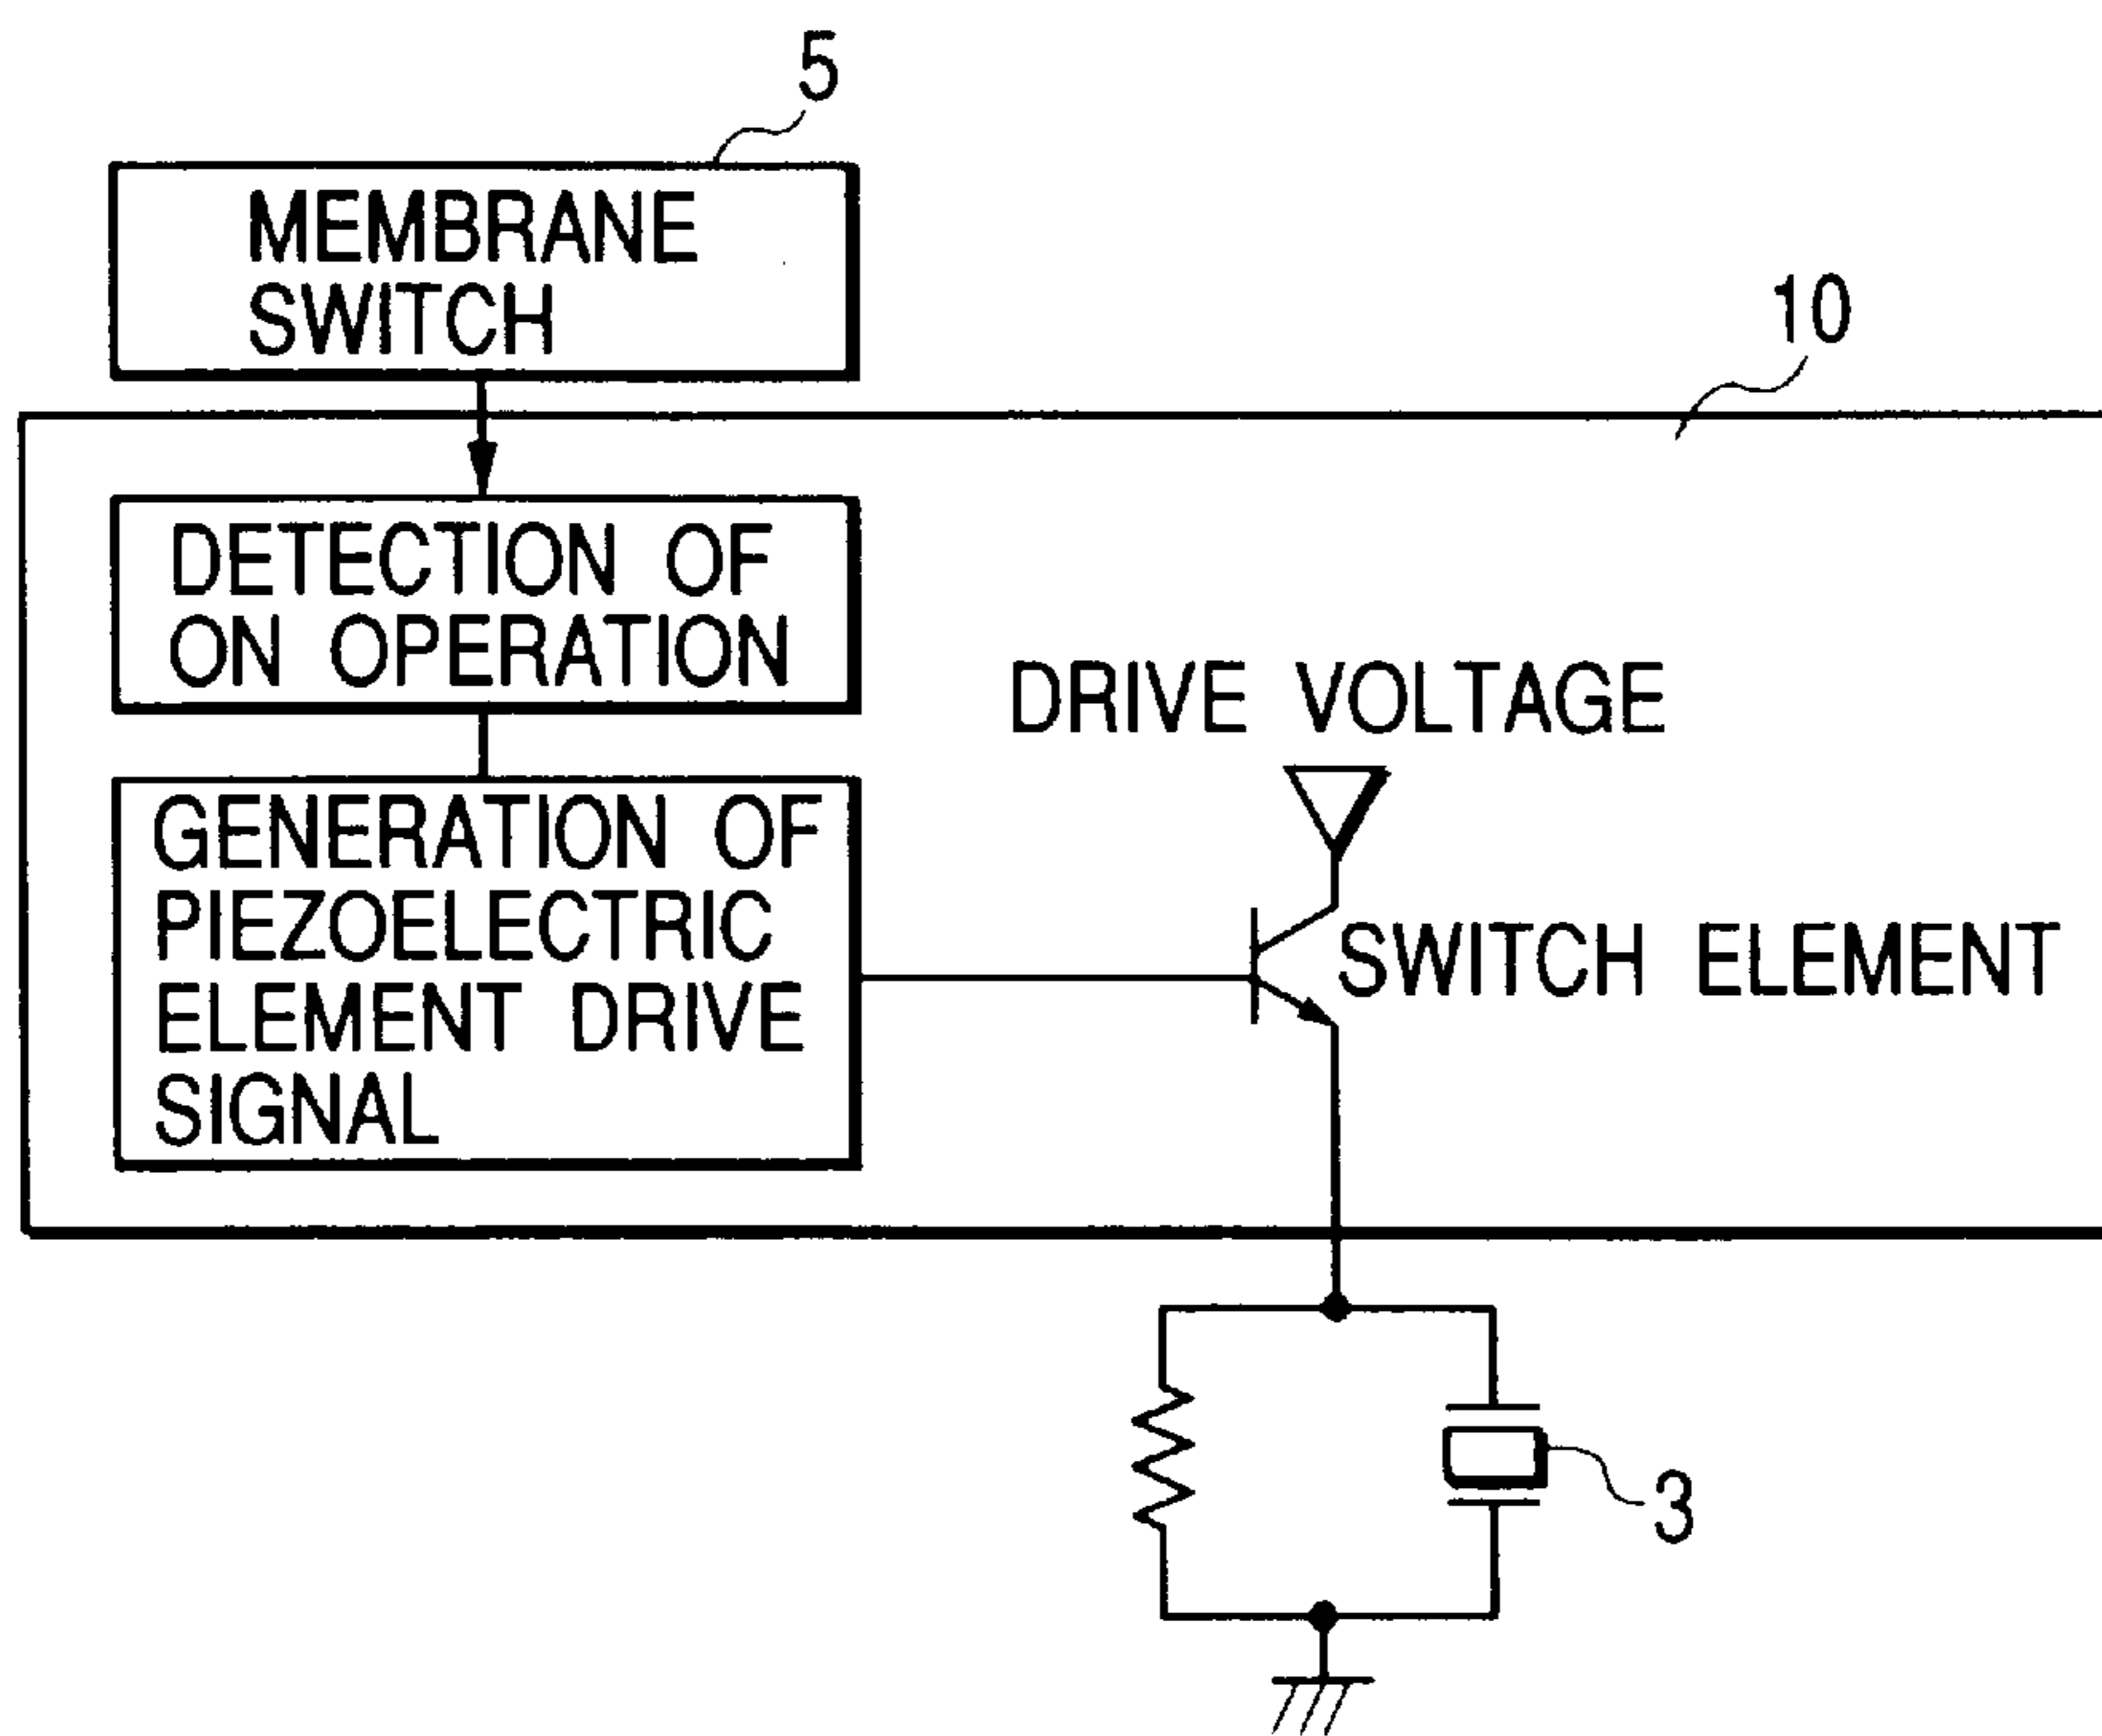 5
MEMBRANE
SWITCH
10
DETECTION OF
ON OPERATION
DRIVE VOLTAGE
GENERATION OF
PIEZOELECTRIC
ELEMENT DRIVE
SIGNAL
SWITCH ELEMENT
3